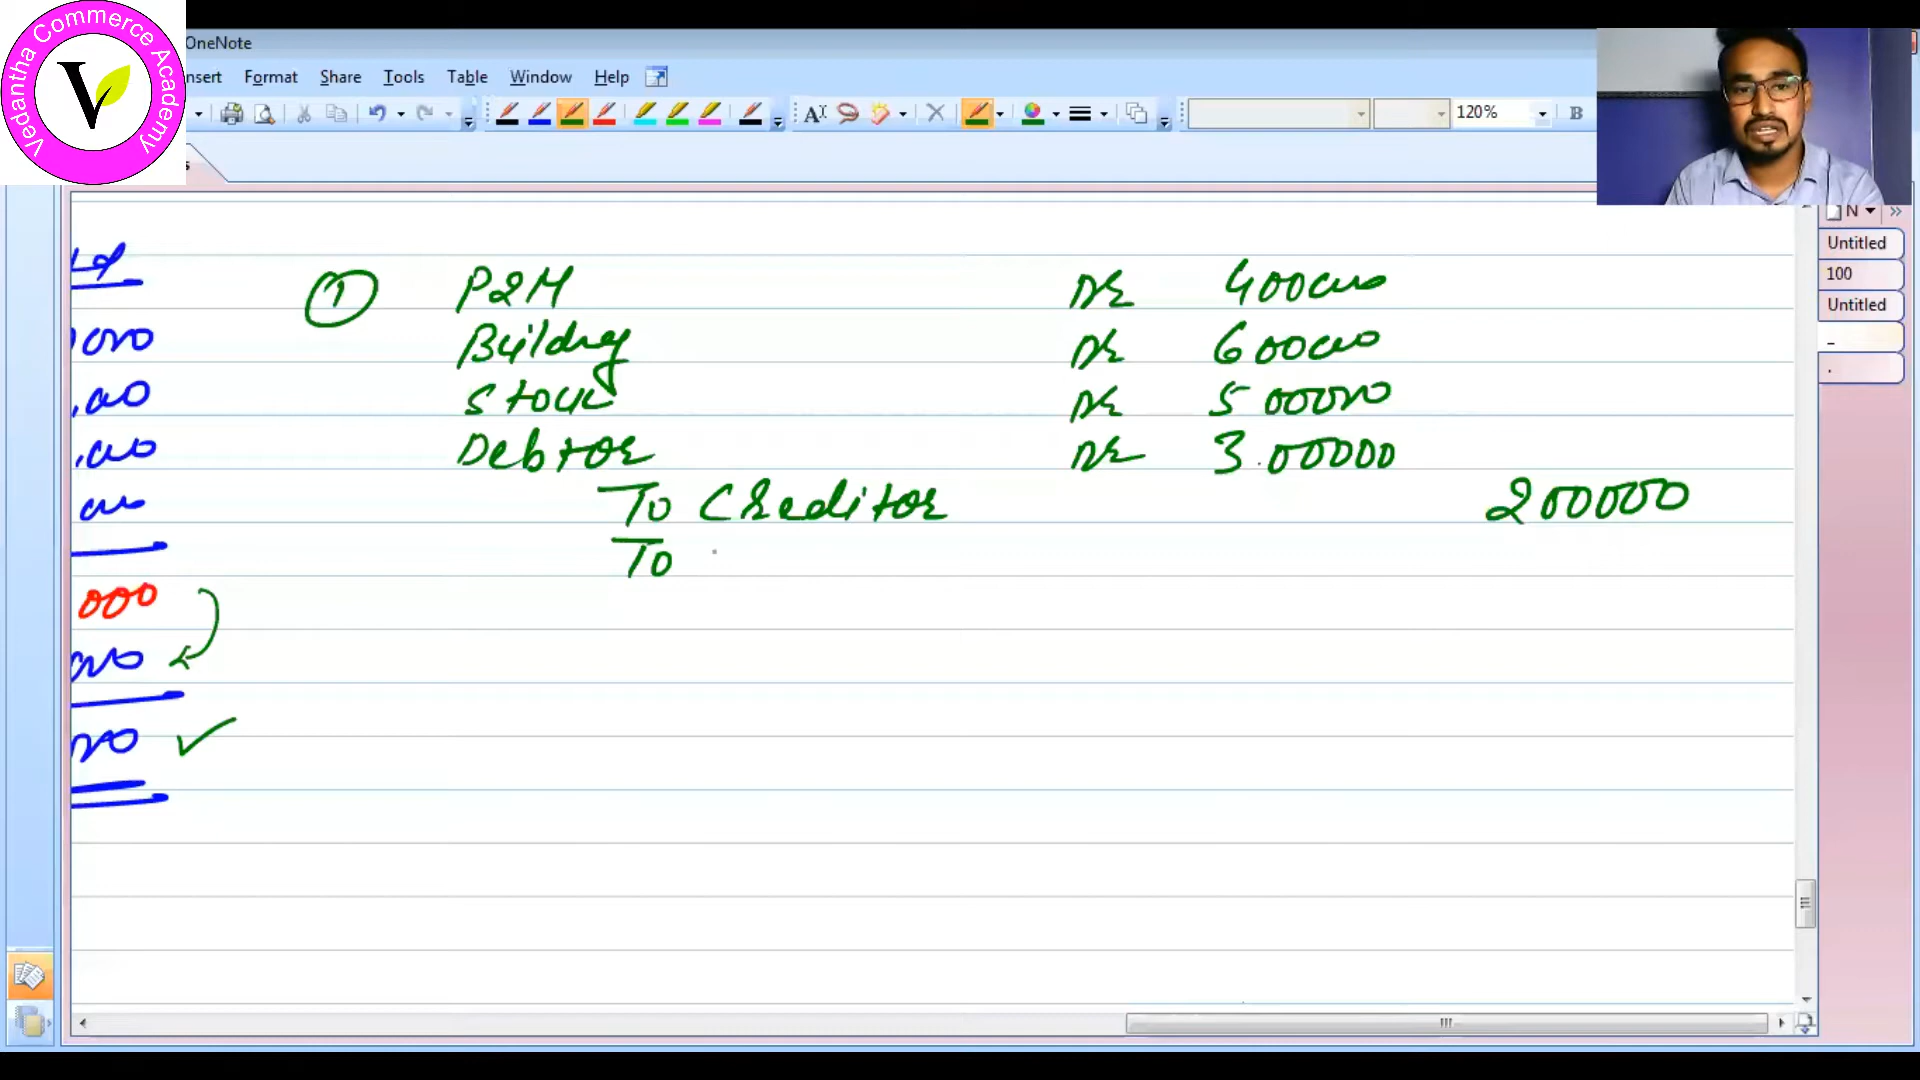 Vedantha Commerce Academy
V
OneNote
nsert Format Share Tools Table Window Help
120% B
s
N
Untitled
100
Untitled
① P&M DR 400000
Building DR 600000
Stock DR 500000
Debtor DR 3.00000
To Creditor 200000
To
000